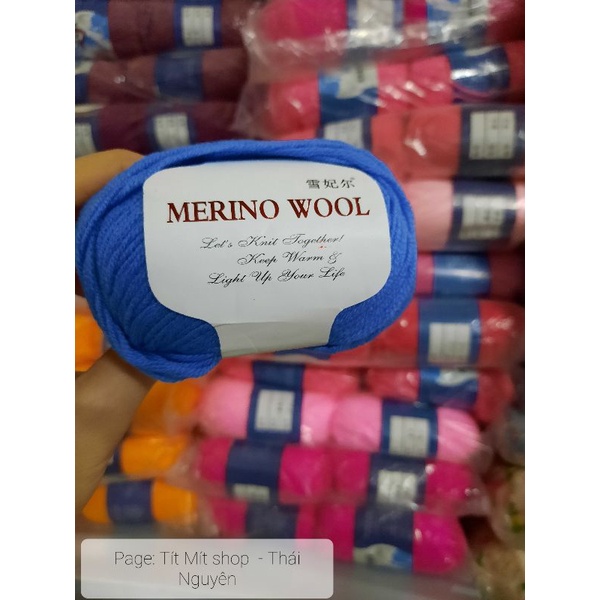 雪妃尔
MERINO WOOL
Let's Knit Together!
Keep Warm &
Light Up Your Life
Page: Tít Mít shop - Thái
Nguyên